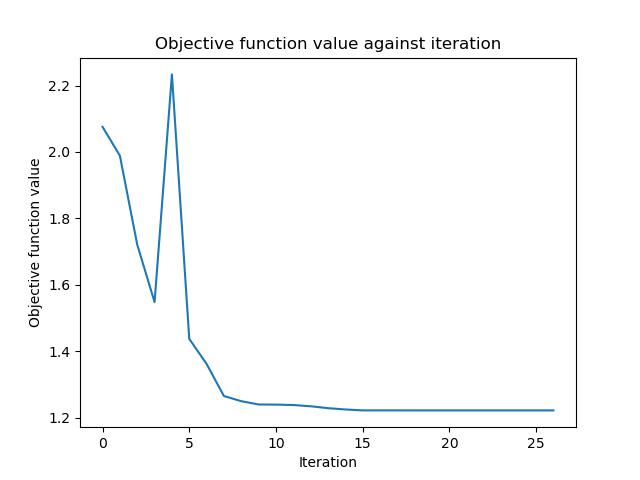 Objective function value against iteration
2.2
2.0
1.8
1.6
1.4
1.2
Objective function value
0 5 10 15 20 25
Iteration